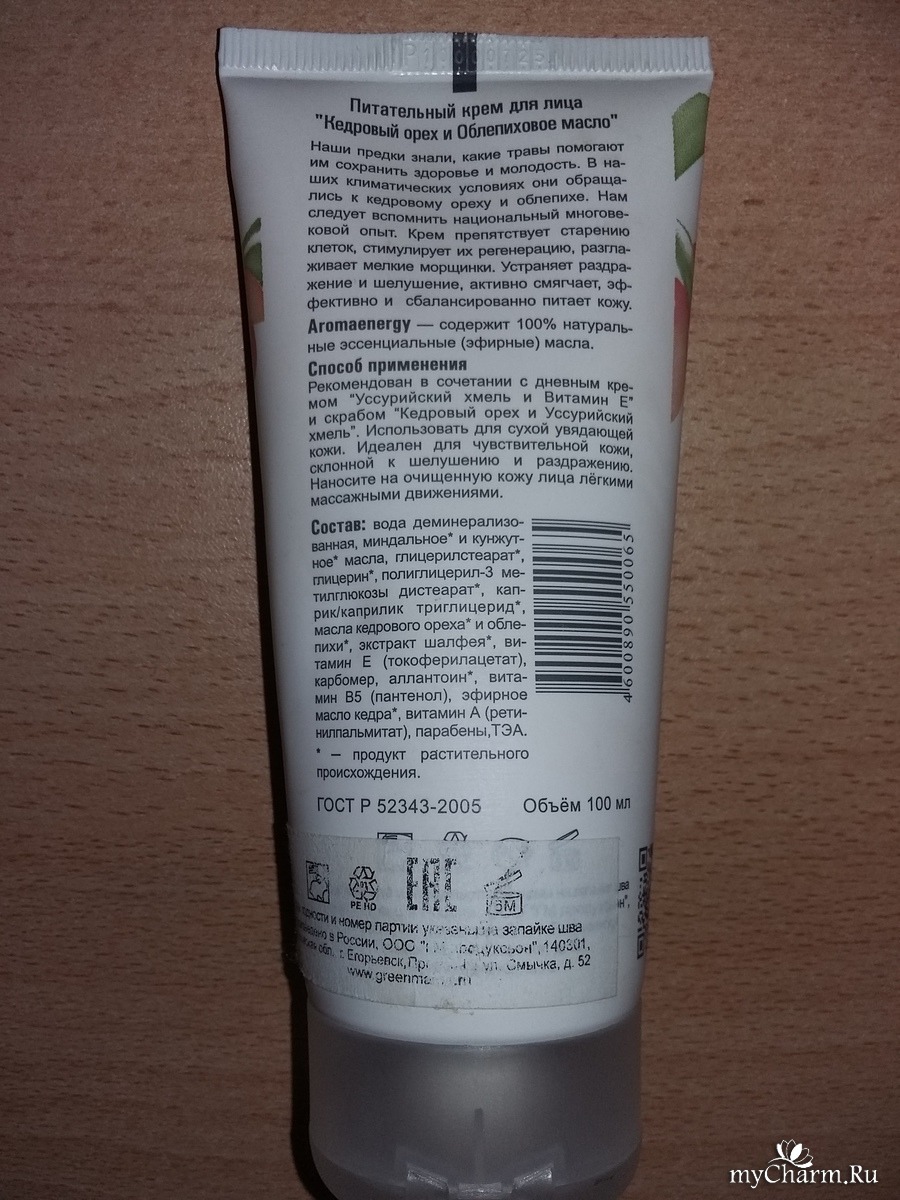 Питательный крем для лица
"Кедровый орех и Облепиховое масло"
Наши предки знали, какие травы помогают
им сохранить здоровье и молодость. В на-
ших климатических условиях они обраща-
лись к кедровому ореху и облепихе. Нам
следует вспомнить национальный многове-
ковой опыт. Крем препятствует старению
клеток, стимулирует их регенерацию, разгла-
живает мелкие морщинки. Устраняет раздра-
жение и шелушение, активно смягчает, эф-
фективно и сбалансированно питает кожу.
Aromaenergy — содержит 100% натураль-
ные эссенциальные (эфирные) масла.
Способ применения
Рекомендован в сочетании с дневным кре-
мом "Уссурийский хмель и Витамин Е"
и скрабом "Кедровый орех и Уссурийский
хмель". Использовать для сухой увядающей
кожи. Идеален для чувствительной кожи,
склонной к шелушению и раздражению.
Наносите на очищенную кожу лица лёгкими
массажными движениями.
Состав: вода деминерализо-
ванная, миндальное* и кунжут-
ное* масла, глицерилстеарат*,
глицерин*, полиглицерил-3 ме-
тилглюкозы дистеарат*, кап-
рик/каприлик триглицерид*,
масла кедрового ореха* и обле-
пихи*, экстракт шалфея*, ви-
тамин Е (токоферилацетат),
карбомер, аллантоин*, вита-
мин В5 (пантенол), эфирное
масло кедра*, витамин А (рети-
нилпальмитат), парабены,ТЭА.
* – продукт растительного
происхождения.
4600890550065
ГОСТ Р 52343-2005 Объём 100 мл
PE HD
EAC
6M
и номер партии указаны на запайке шва
в России, ООО 140301,
обл., г. Егорьевск, ул. Смычка, д. 52
myCharm.Ru